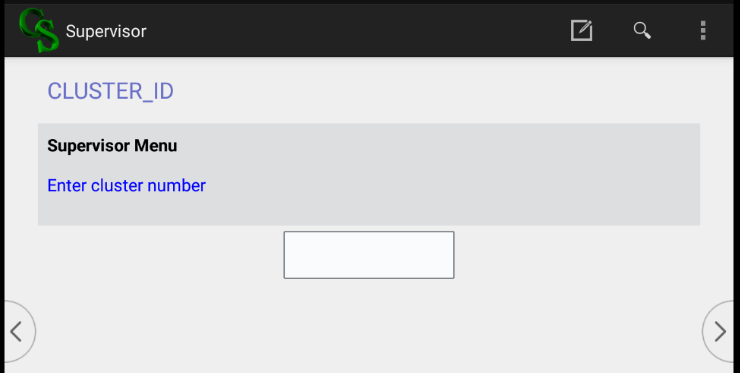 CS Supervisor
CLUSTER_ID
Supervisor Menu
Enter cluster number